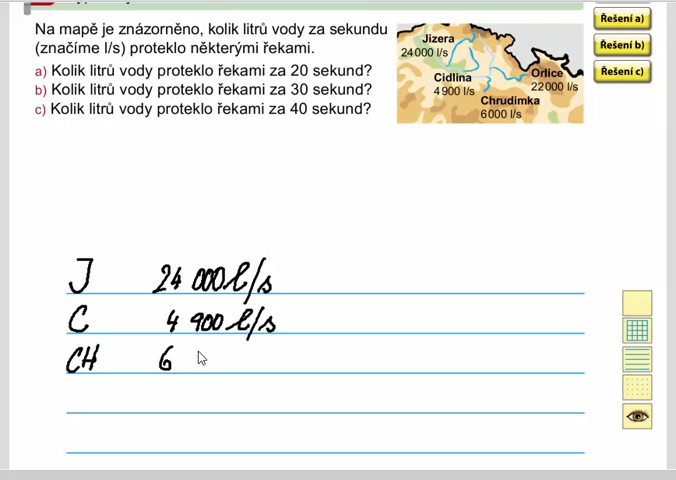 Na mapě je znázorněno, kolik litrů vody za sekundu
(značíme l/s) proteklo některými řekami.
a) Kolik litrů vody proteklo řekami za 20 sekund?
b) Kolik litrů vody proteklo řekami za 30 sekund?
c) Kolik litrů vody proteklo řekami za 40 sekund?
Jizera
24 000 l/s
Cidlina
4 900 l/s
Orlice
22 000 l/s
Chrudimka
6 000 l/s
Řešení a)
Řešení b)
Řešení c)
J 24 000 l/s
C 4 900 l/s
CH 6